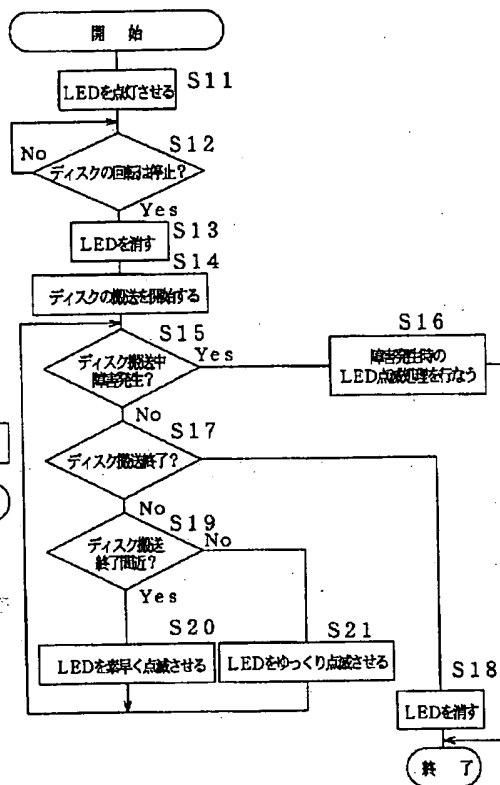 開 始
LEDを点灯させる
S11
S12
No
ディスクの回転は停止?
Yes
LEDを消す
S13
S14
ディスクの搬送を開始する
S15
ディスク搬送中
障害発生?
Yes
S16
障害発生時の
LED点滅処理を行なう
No
S17
ディスク搬送終了?
No
S19
ディスク搬送
終了間近?
No
Yes
S20
LEDを素早く点滅させる
S21
LEDをゆっくり点滅させる
S18
LEDを消す
終 了